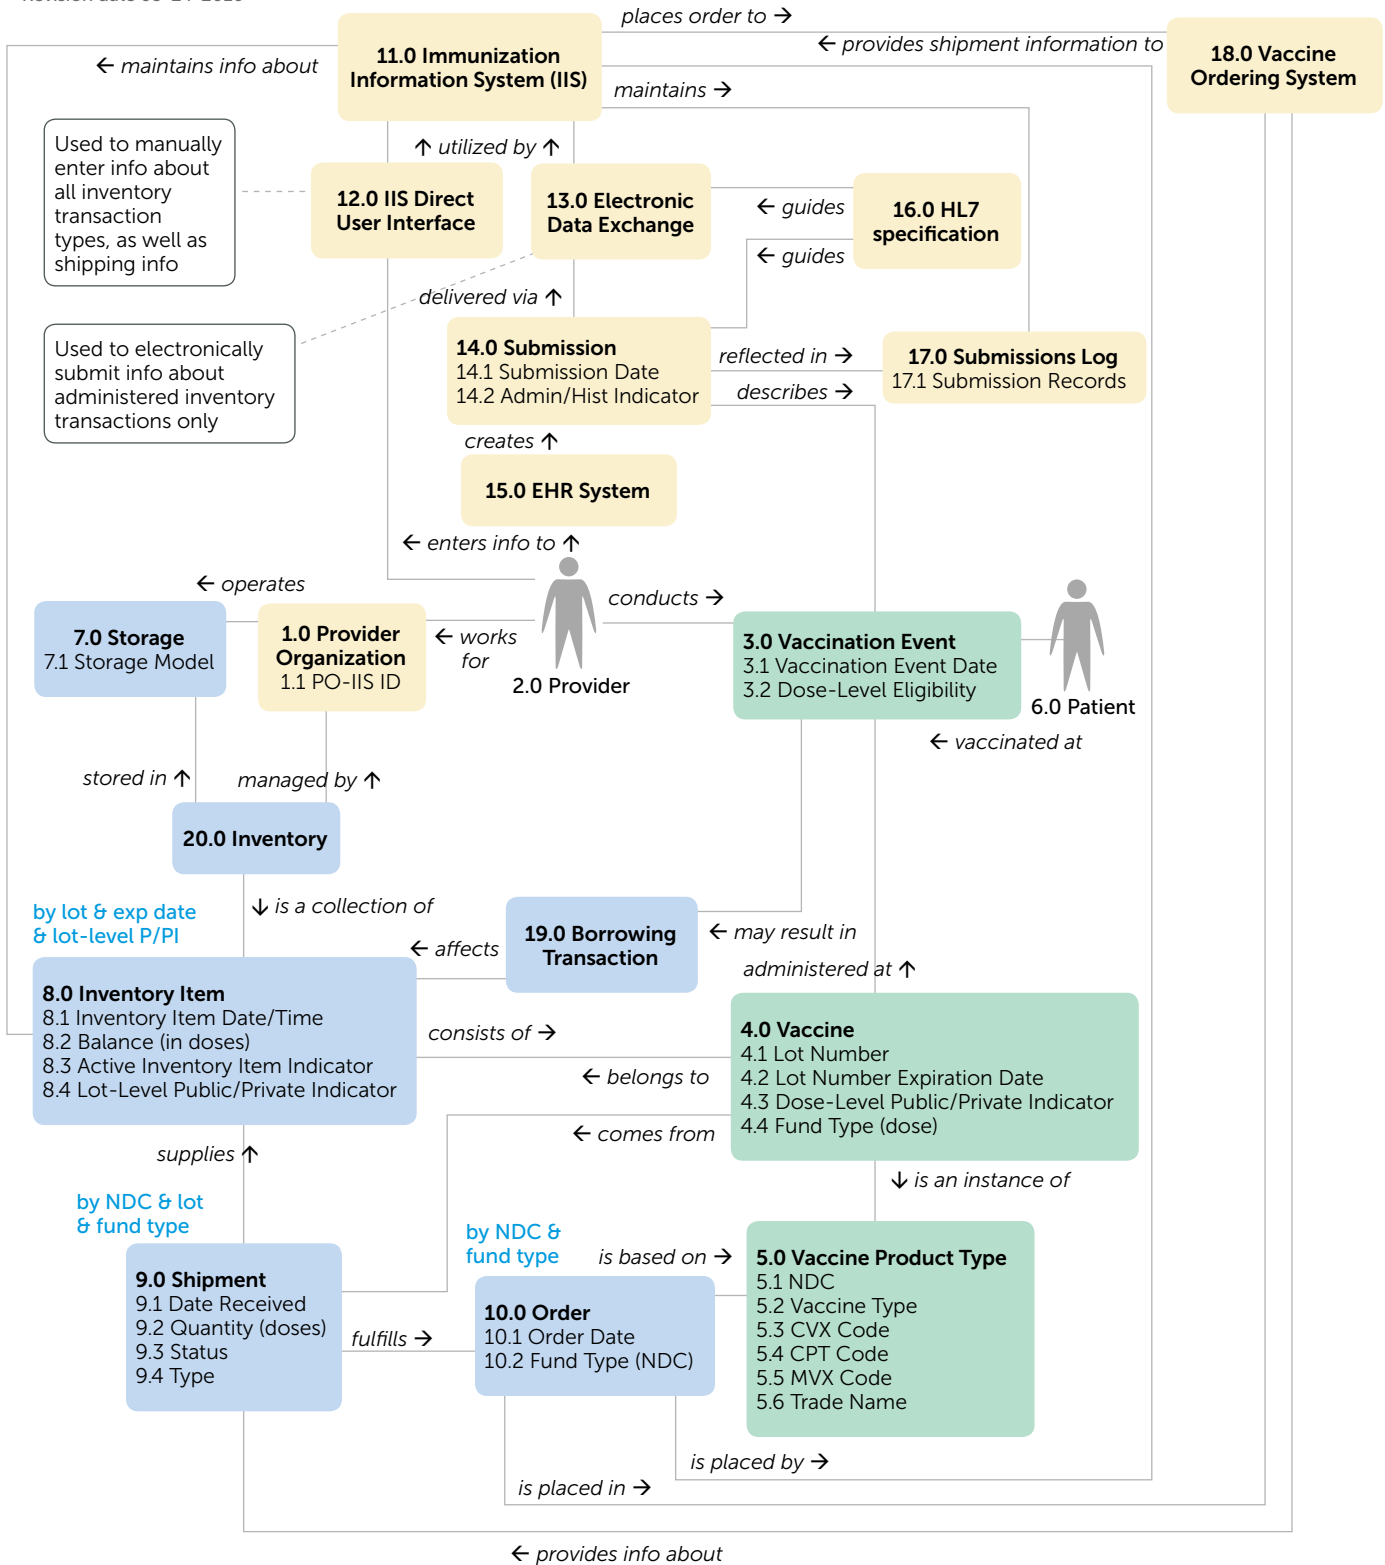 places order to →
11.0 Immunization
Information System (IIS)
← provides shipment information to
18.0 Vaccine
Ordering System
← maintains info about
maintains →
Used to manually
enter info about
all inventory
transaction
types, as well as
shipping info
↑ utilized by ↑
12.0 IIS Direct
User Interface
13.0 Electronic
Data Exchange
← guides
16.0 HL7
specification
← guides
delivered via ↑
Used to electronically
submit info about
administered inventory
transactions only
14.0 Submission
14.1 Submission Date
14.2 Admin/Hist Indicator
reflected in →
describes →
17.0 Submissions Log
17.1 Submission Records
creates ↑
15.0 EHR System
← enters info to ↑
← operates
conducts →
7.0 Storage
7.1 Storage Model
1.0 Provider
Organization
1.1 PO-IIS ID
← works
for
2.0 Provider
3.0 Vaccination Event
3.1 Vaccination Event Date
3.2 Dose-Level Eligibility
6.0 Patient
← vaccinated at
stored in ↑
managed by ↑
20.0 Inventory
by lot & exp date
& lot-level P/PI
↓ is a collection of
← affects
19.0 Borrowing
Transaction
← may result in
administered at ↑
8.0 Inventory Item
8.1 Inventory Item Date/Time
8.2 Balance (in doses)
8.3 Active Inventory Item Indicator
8.4 Lot-Level Public/Private Indicator
consists of →
← belongs to
4.0 Vaccine
4.1 Lot Number
4.2 Lot Number Expiration Date
4.3 Dose-Level Public/Private Indicator
4.4 Fund Type (dose)
← comes from
supplies ↑
↓ is an instance of
by NDC & lot
& fund type
by NDC &
fund type
is based on →
9.0 Shipment
9.1 Date Received
9.2 Quantity (doses)
9.3 Status
9.4 Type
fulfills →
10.0 Order
10.1 Order Date
10.2 Fund Type (NDC)
5.0 Vaccine Product Type
5.1 NDC
5.2 Vaccine Type
5.3 CVX Code
5.4 CPT Code
5.5 MVX Code
5.6 Trade Name
is placed by →
is placed in →
← provides info about